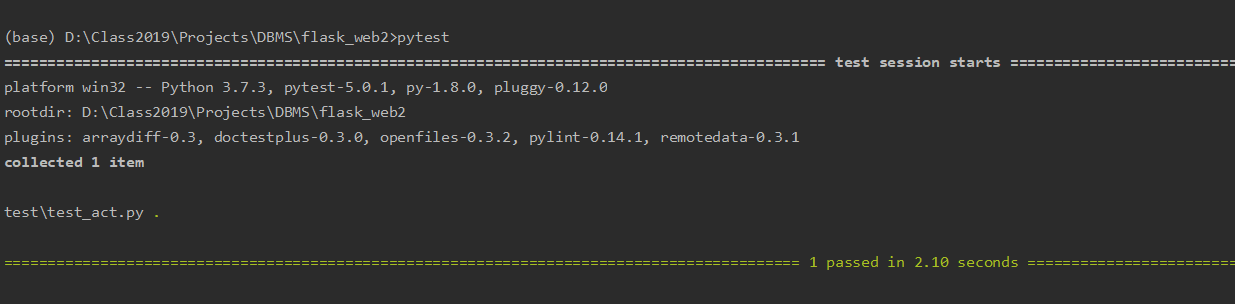 (base) D:\Class2019\Projects\DBMS\flask_web2>pytest
=============================================================================================== test session starts ==========================
platform win32 -- Python 3.7.3, pytest-5.0.1, py-1.8.0, pluggy-0.12.0
rootdir: D:\Class2019\Projects\DBMS\flask_web2
plugins: arraydiff-0.3, doctestplus-0.3.0, openfiles-0.3.2, pylint-0.14.1, remotedata-0.3.1
collected 1 item
test\test_act.py .
============================================================================================ 1 passed in 2.10 seconds ========================